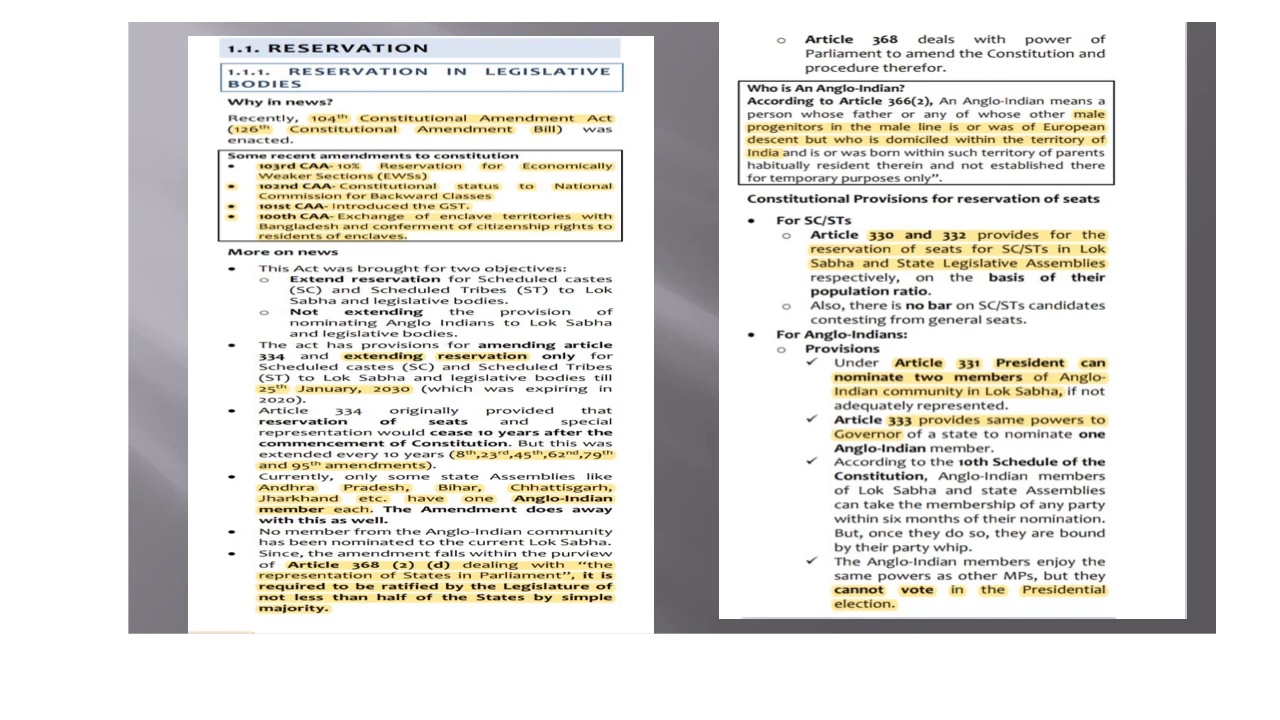 1.1. RESERVATION
1.1.1. RESERVATION IN LEGISLATIVE
BODIES
Why in news?
Recently, 104th Constitutional Amendment Act
(126th Constitutional Amendment Bill) was
enacted.
Some recent amendments to constitution
• 103rd CAA- 10% Reservation for Economically
Weaker Sections (EWSs)
• 102nd CAA- Constitutional status to National
Commission for Backward Classes
• 101st CAA- Introduced the GST.
• 100th CAA- Exchange of enclave territories with
Bangladesh and conferment of citizenship rights to
residents of enclaves.
More on news
• This Act was brought for two objectives:
o Extend reservation for Scheduled castes
(SC) and Scheduled Tribes (ST) to Lok
Sabha and legislative bodies.
o Not extending the provision of
nominating Anglo Indians to Lok Sabha
and legislative bodies.
• The act has provisions for amending article
334 and extending reservation only for
Scheduled castes (SC) and Scheduled Tribes
(ST) to Lok Sabha and legislative bodies till
25th January, 2030 (which was expiring in
2020).
• Article 334 originally provided that
reservation of seats and special
representation would cease 10 years after the
commencement of Constitution. But this was
extended every 10 years (8th,23rd,45th,62nd,79th
and 95th amendments).
• Currently, only some state Assemblies like
Andhra Pradesh, Bihar, Chhattisgarh,
Jharkhand etc. have one Anglo-Indian
member each. The Amendment does away
with this as well.
• No member from the Anglo-Indian community
has been nominated to the current Lok Sabha.
• Since, the amendment falls within the purview
of Article 368 (2) (d) dealing with “the
representation of States in Parliament”, it is
required to be ratified by the Legislature of
not less than half of the States by simple
majority.
o Article 368 deals with power of
Parliament to amend the Constitution and
procedure therefor.
Who is An Anglo-Indian?
According to Article 366(2), An Anglo-Indian means a
person whose father or any of whose other male
progenitors in the male line is or was of European
descent but who is domiciled within the territory of
India and is or was born within such territory of parents
habitually resident therein and not established there
for temporary purposes only”.
Constitutional Provisions for reservation of seats
• For SC/STs
o Article 330 and 332 provides for the
reservation of seats for SC/STs in Lok
Sabha and State Legislative Assemblies
respectively, on the basis of their
population ratio.
o Also, there is no bar on SC/STs candidates
contesting from general seats.
• For Anglo-Indians:
o Provisions
✓ Under Article 331 President can
nominate two members of Anglo-
Indian community in Lok Sabha, if not
adequately represented.
✓ Article 333 provides same powers to
Governor of a state to nominate one
Anglo-Indian member.
✓ According to the 10th Schedule of the
Constitution, Anglo-Indian members
of Lok Sabha and state Assemblies
can take the membership of any party
within six months of their nomination.
But, once they do so, they are bound
by their party whip.
✓ The Anglo-Indian members enjoy the
same powers as other MPs, but they
cannot vote in the Presidential
election.